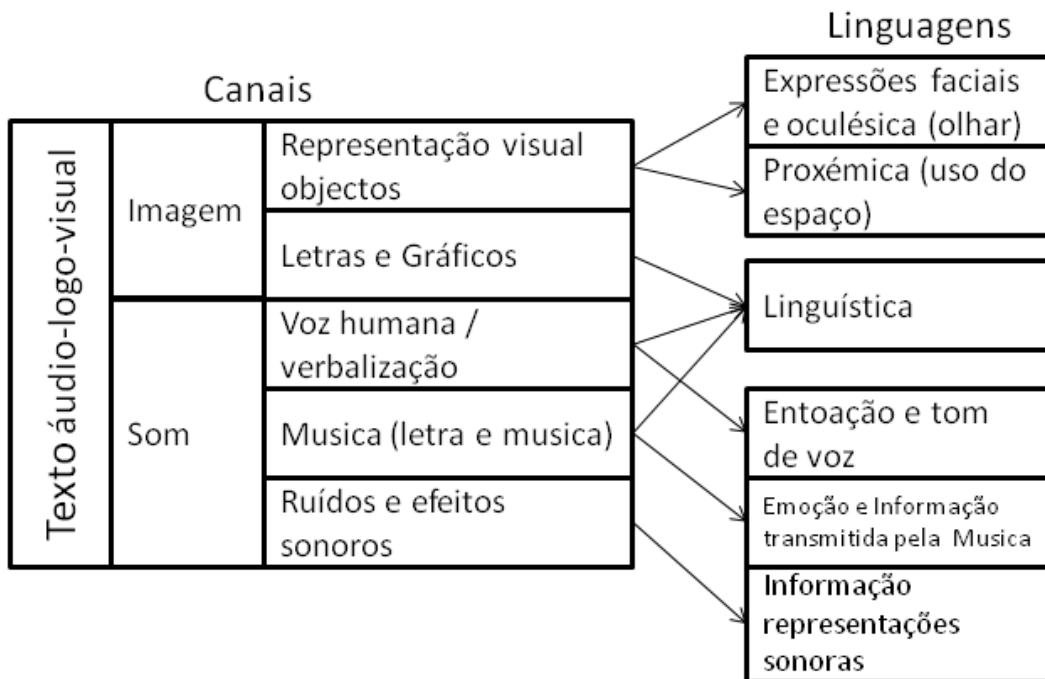 Canais
Texto áudio-logo-visual
Imagem
Representação visual
objectos
Letras e Gráficos
Som
Voz humana /
verbalização
Musica (letra e musica)
Ruídos e efeitos
sonoros
Linguagens
Expressões faciais
e oculésica (olhar)
Proxémica (uso do
espaço)
Linguística
Entoação e tom
de voz
Emoção e Informação
transmitida pela Musica
Informação
representações
sonoras